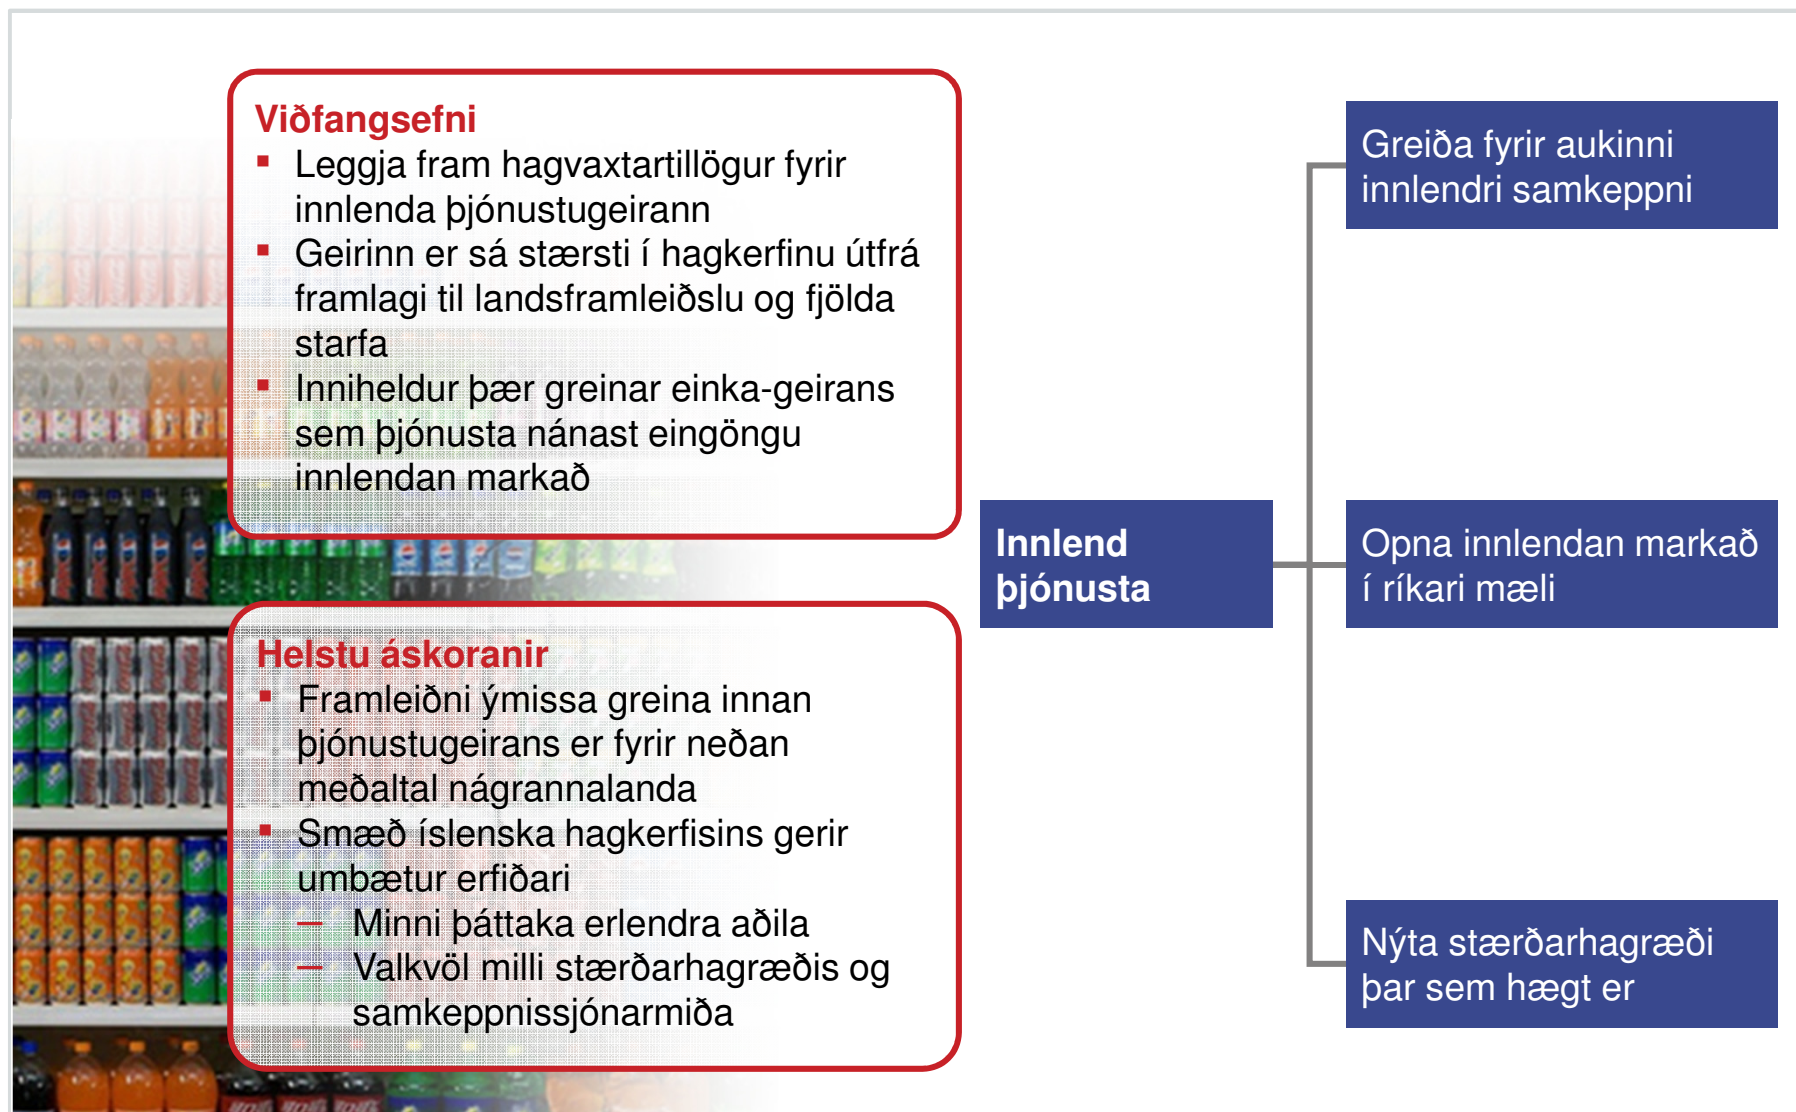 Viðfangsefni
▪ Leggja fram hagvaxtartillögur fyrir
innlenda þjónustugeirann
▪ Geirinn er sá stærsti í hagkerfinu útfrá
framlagi til landsframleiðslu og fjölda
starfa
▪ Inniheldur þær greinar einka-geirans
sem þjónusta nánast eingöngu
innlendan markað
Helstu áskoranir
▪ Framleiðni ýmissa greina innan
þjónustugeirans er fyrir neðan
meðaltal nágrannalanda
▪ Smæð íslenska hagkerfisins gerir
umbætur erfiðari
— Minni þáttaka erlendra aðila
— Valkvöl milli stærðarhagræðis og
samkeppnissjónarmiða
Innlend
þjónusta
Greiða fyrir aukinni
innlendri samkeppni
Opna innlendan markað
í ríkari mæli
Nýta stærðarhagræði
þar sem hægt er